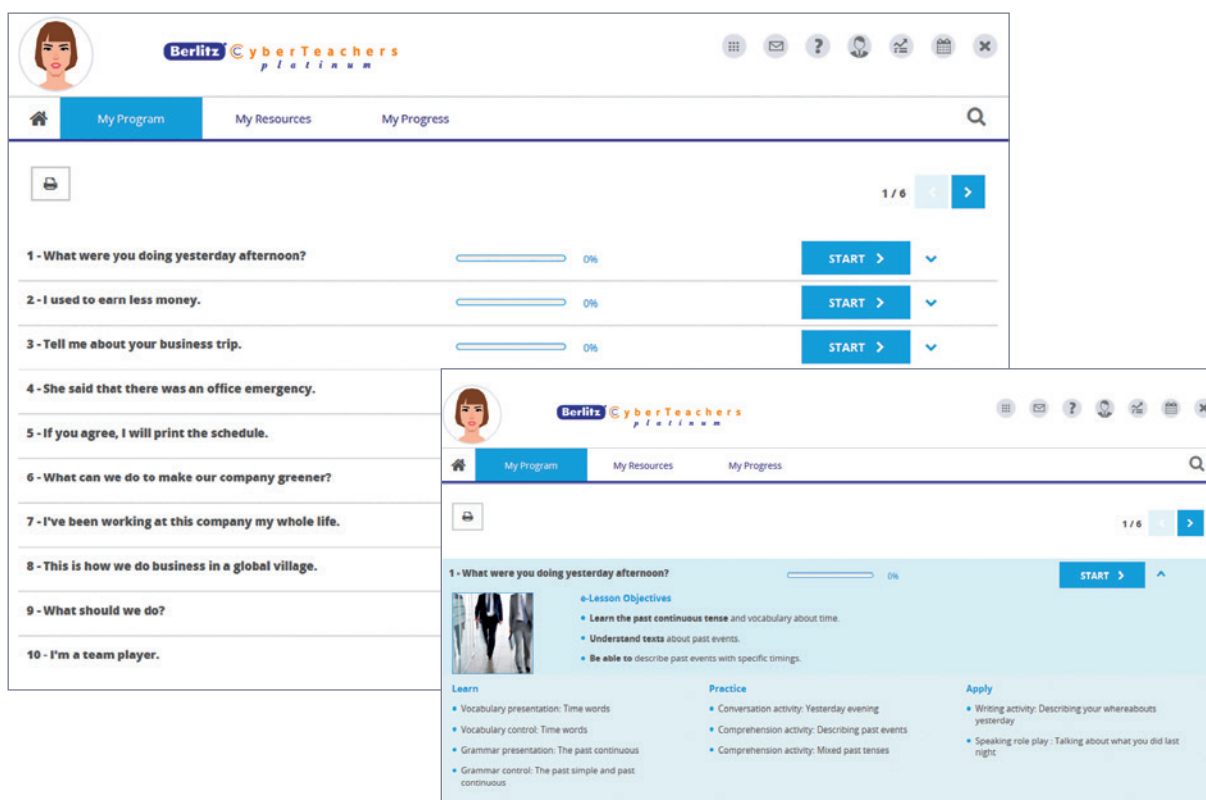 Berlitz CyberTeachers
platinum
My Program
My Resources
My Progress
1 / 6
1 - What were you doing yesterday afternoon?
0%
START
2 - I used to earn less money.
0%
START
3 - Tell me about your business trip.
0%
START
4 - She said that there was an office emergency.
5 - If you agree, I will print the schedule.
6 - What can we do to make our company greener?
7 - I've been working at this company my whole life.
8 - This is how we do business in a global village.
9 - What should we do?
10 - I'm a team player.
Berlitz CyberTeachers
platinum
My Program
My Resources
My Progress
1 / 6
1 - What were you doing yesterday afternoon?
0%
START
e-Lesson Objectives
• Learn the past continuous tense and vocabulary about time.
• Understand texts about past events.
• Be able to describe past events with specific timings.
Learn
• Vocabulary presentation: Time words
• Vocabulary control: Time words
• Grammar presentation: The past continuous
• Grammar control: The past simple and past
continuous
Practice
• Conversation activity: Yesterday evening
• Comprehension activity: Describing past events
• Comprehension activity: Mixed past tenses
Apply
• Writing activity: Describing your whereabouts
yesterday
• Speaking role play : Talking about what you did last
night